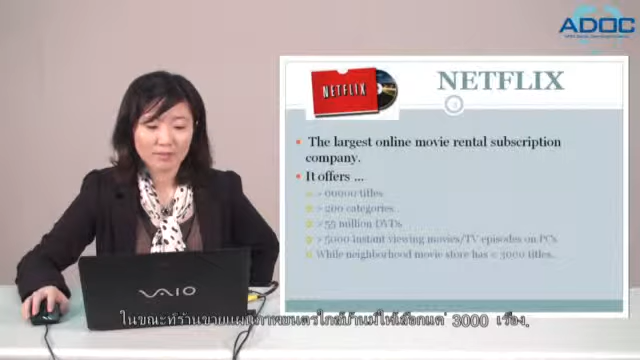 ADOC
NETFLIX
NETFLIX
The largest online movie rental subscription
company.
It offers ...
titles
> 200 categories
> 55 million DVDs
> 5000 instant viewing movies/TV episodes on PCs
While neighborhood movie store has < 3000 titles.
VAIO
ในขณะที่ร้านขายแผ่นภาพยนตร์ใกล้บ้านมีให้เลือกแค่ 3000 เรื่อง.